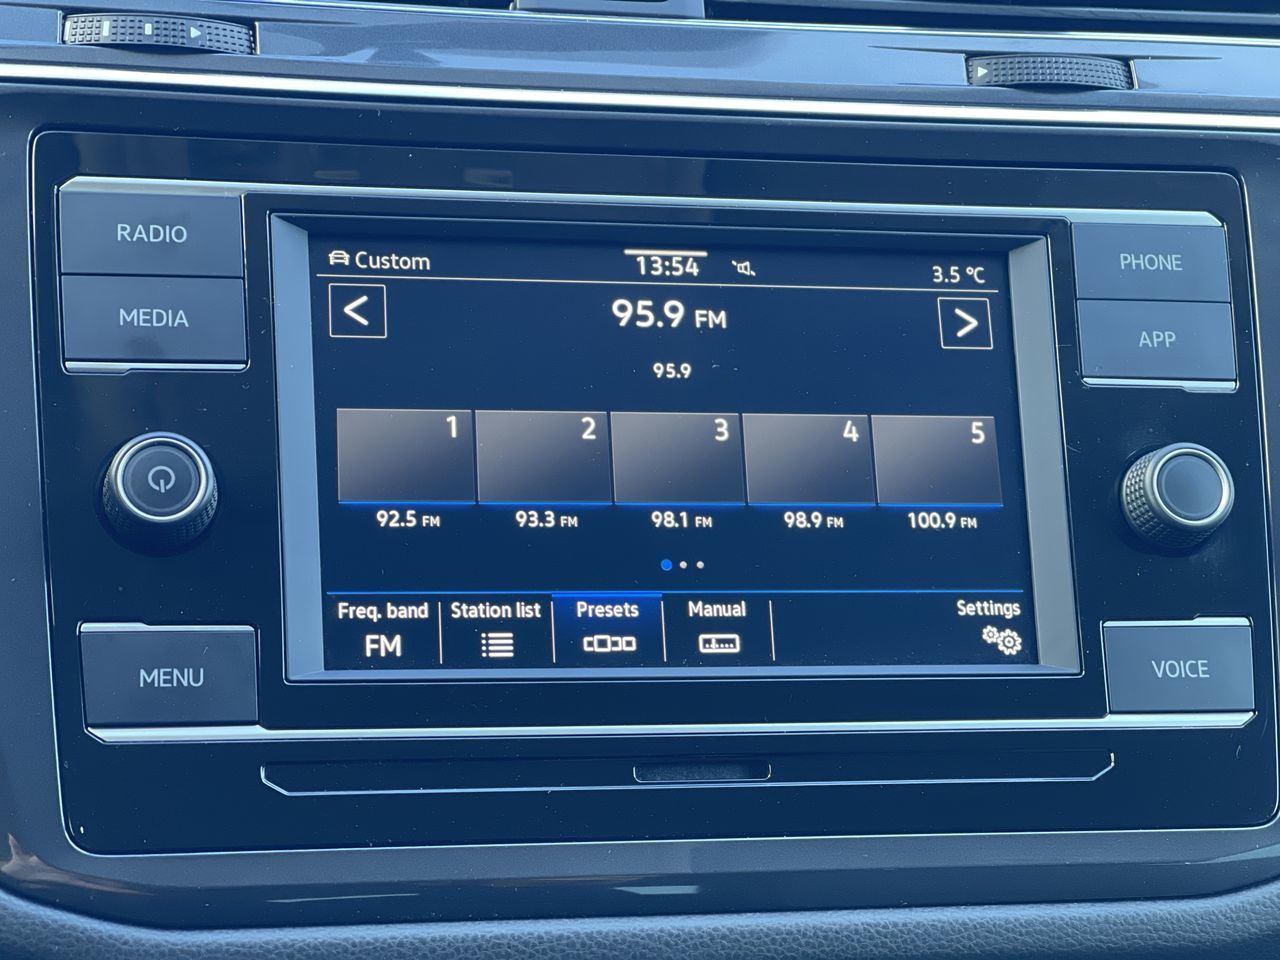 RADIO
MEDIA
MENU
PHONE
APP
VOICE
Custom
13:54
3.5 °C
<
95.9 FM
>
95.9
1
2
3
4
5
92.5 FM
93.3 FM
98.1 FM
98.9 FM
100.9 FM
Freq. band
FM
Station list
Presets
Manual
Settings